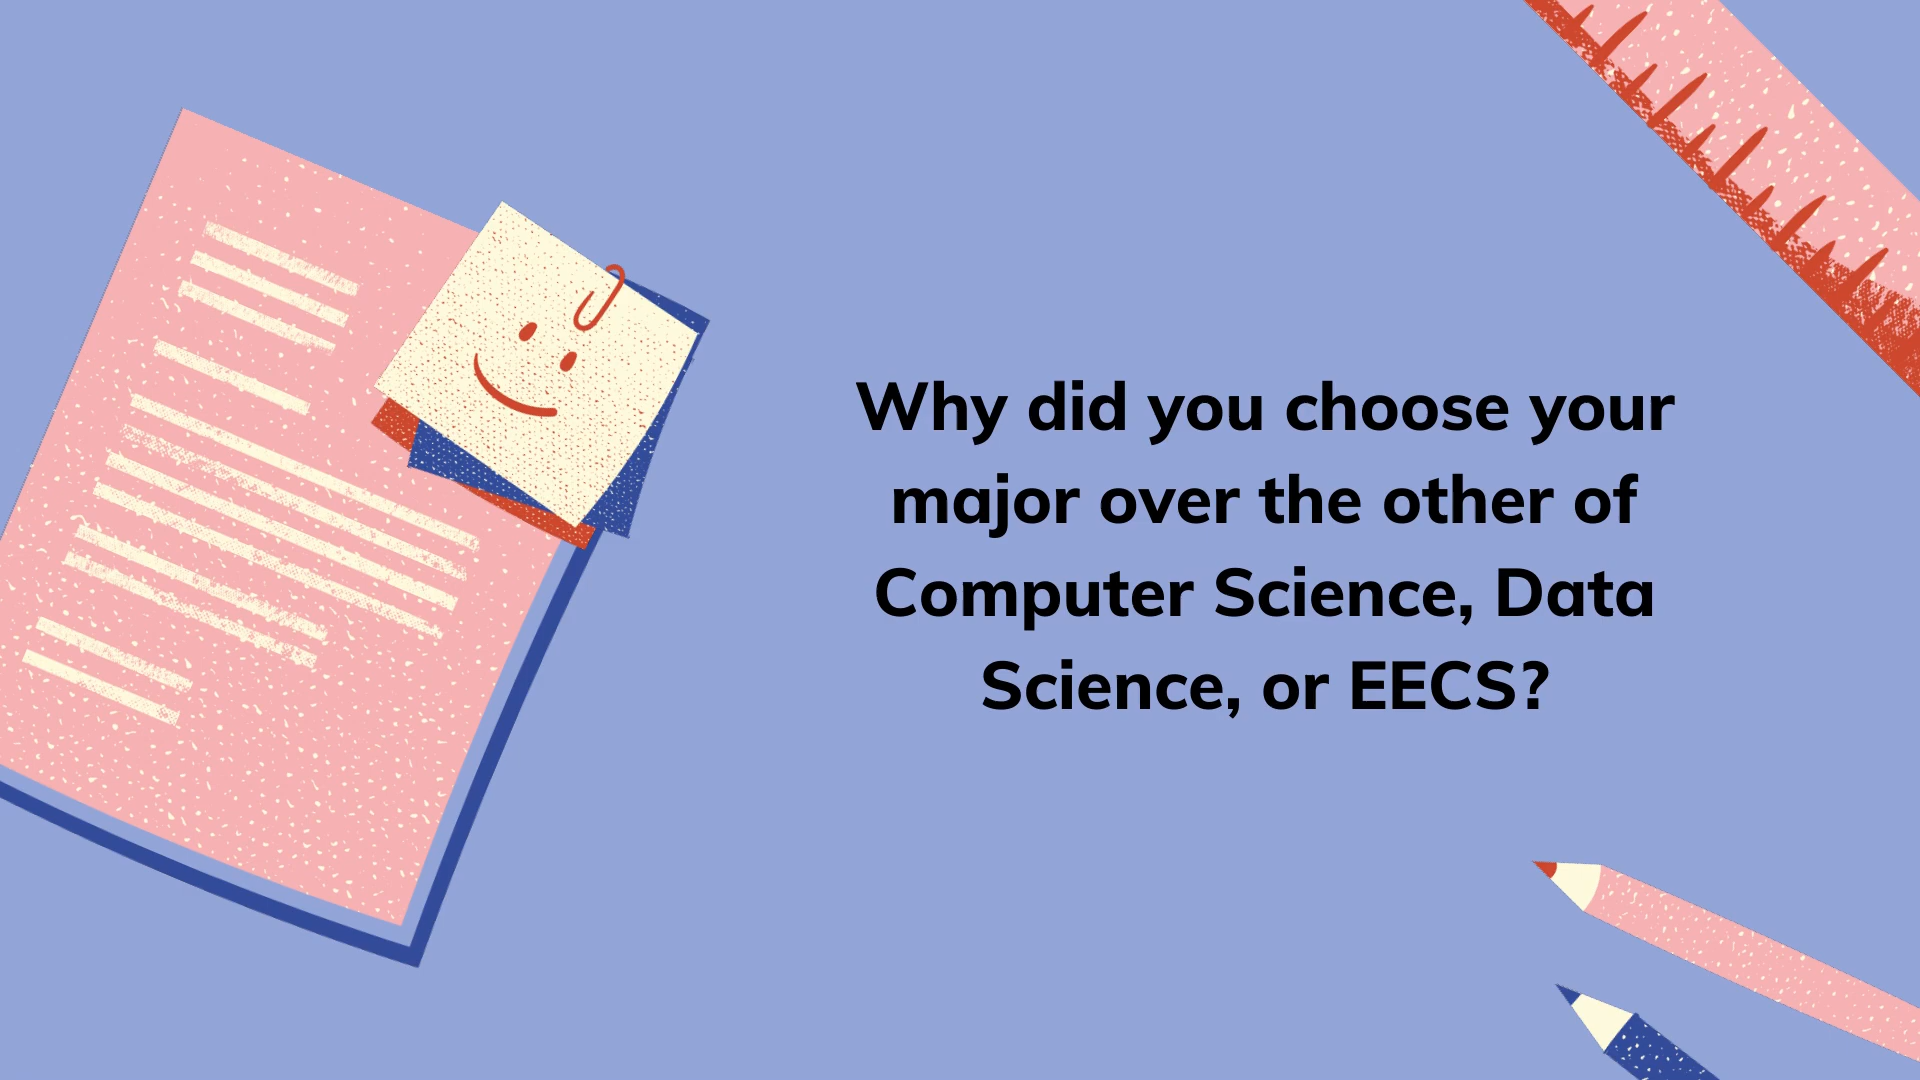 Why did you choose your
major over the other of
Computer Science, Data
Science, or EECS?